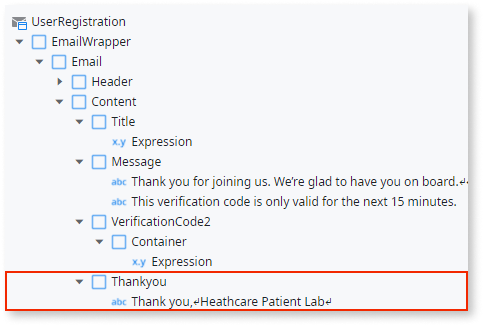 UserRegistration
EmailWrapper
Email
Header
Content
Title
x.y Expression
Message
abc Thank you for joining us. We’re glad to have you on board.↵
abc This verification code is only valid for the next 15 minutes.
VerificationCode2
Container
x.y Expression
Thankyou
abc Thank you,↵Heathcare Patient Lab↵